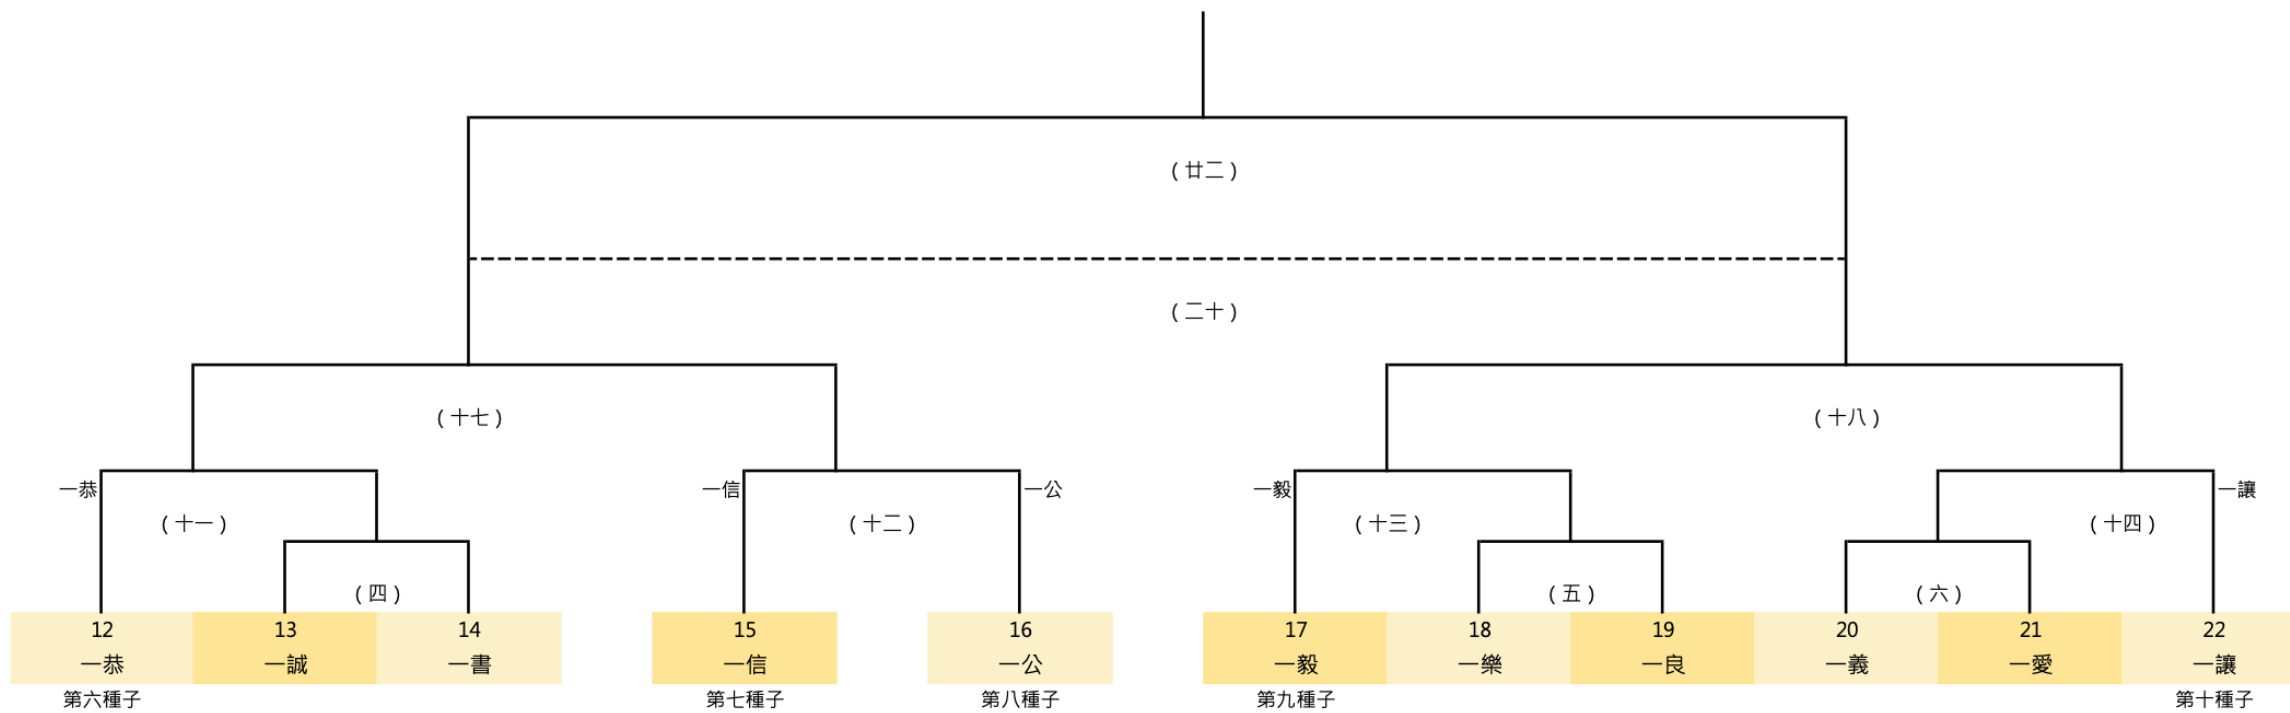 (廿二)
(二十)
(十七) (十八)
一恭 一信 一公 一毅 一讓
(十一) (十二) (十三) (十四)
(四) (五) (六)
12 13 14 15 16 17 18 19 20 21 22
一恭 一誠 一書 一信 一公 一毅 一樂 一良 一義 一愛 一讓
第六種子 第七種子 第八種子 第九種子 第十種子